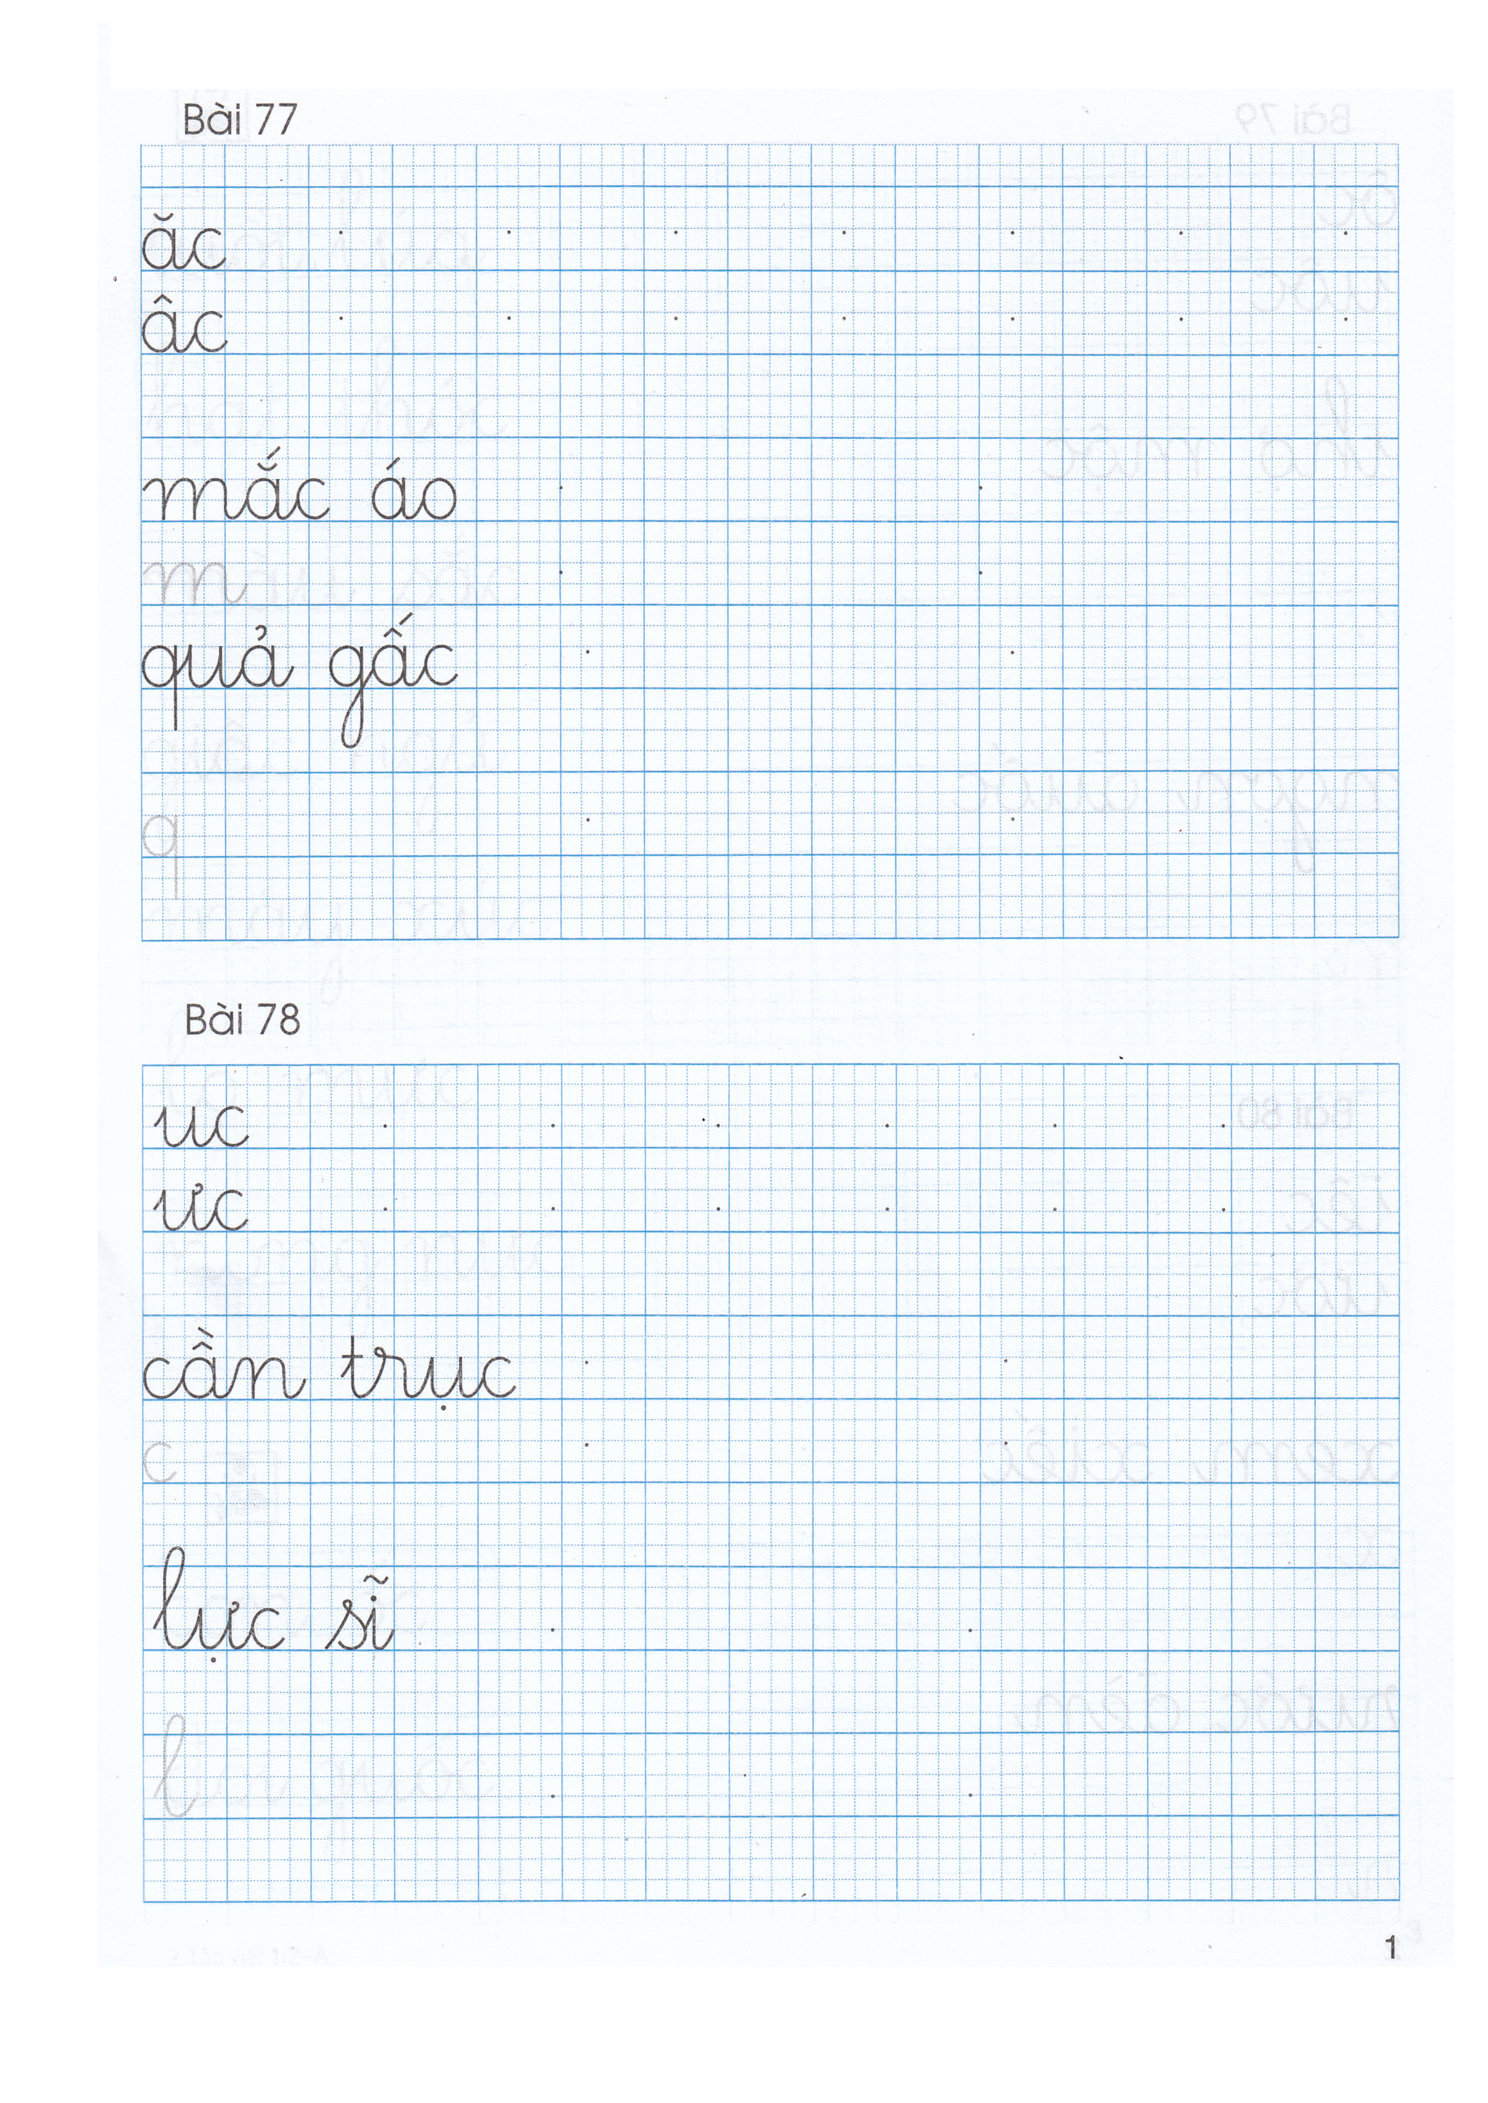 Bài 77
ăc
âc
mắc áo
m
quả gấc
q
Bài 78
uc
ưc
cần trục
c
lực sĩ
l
1